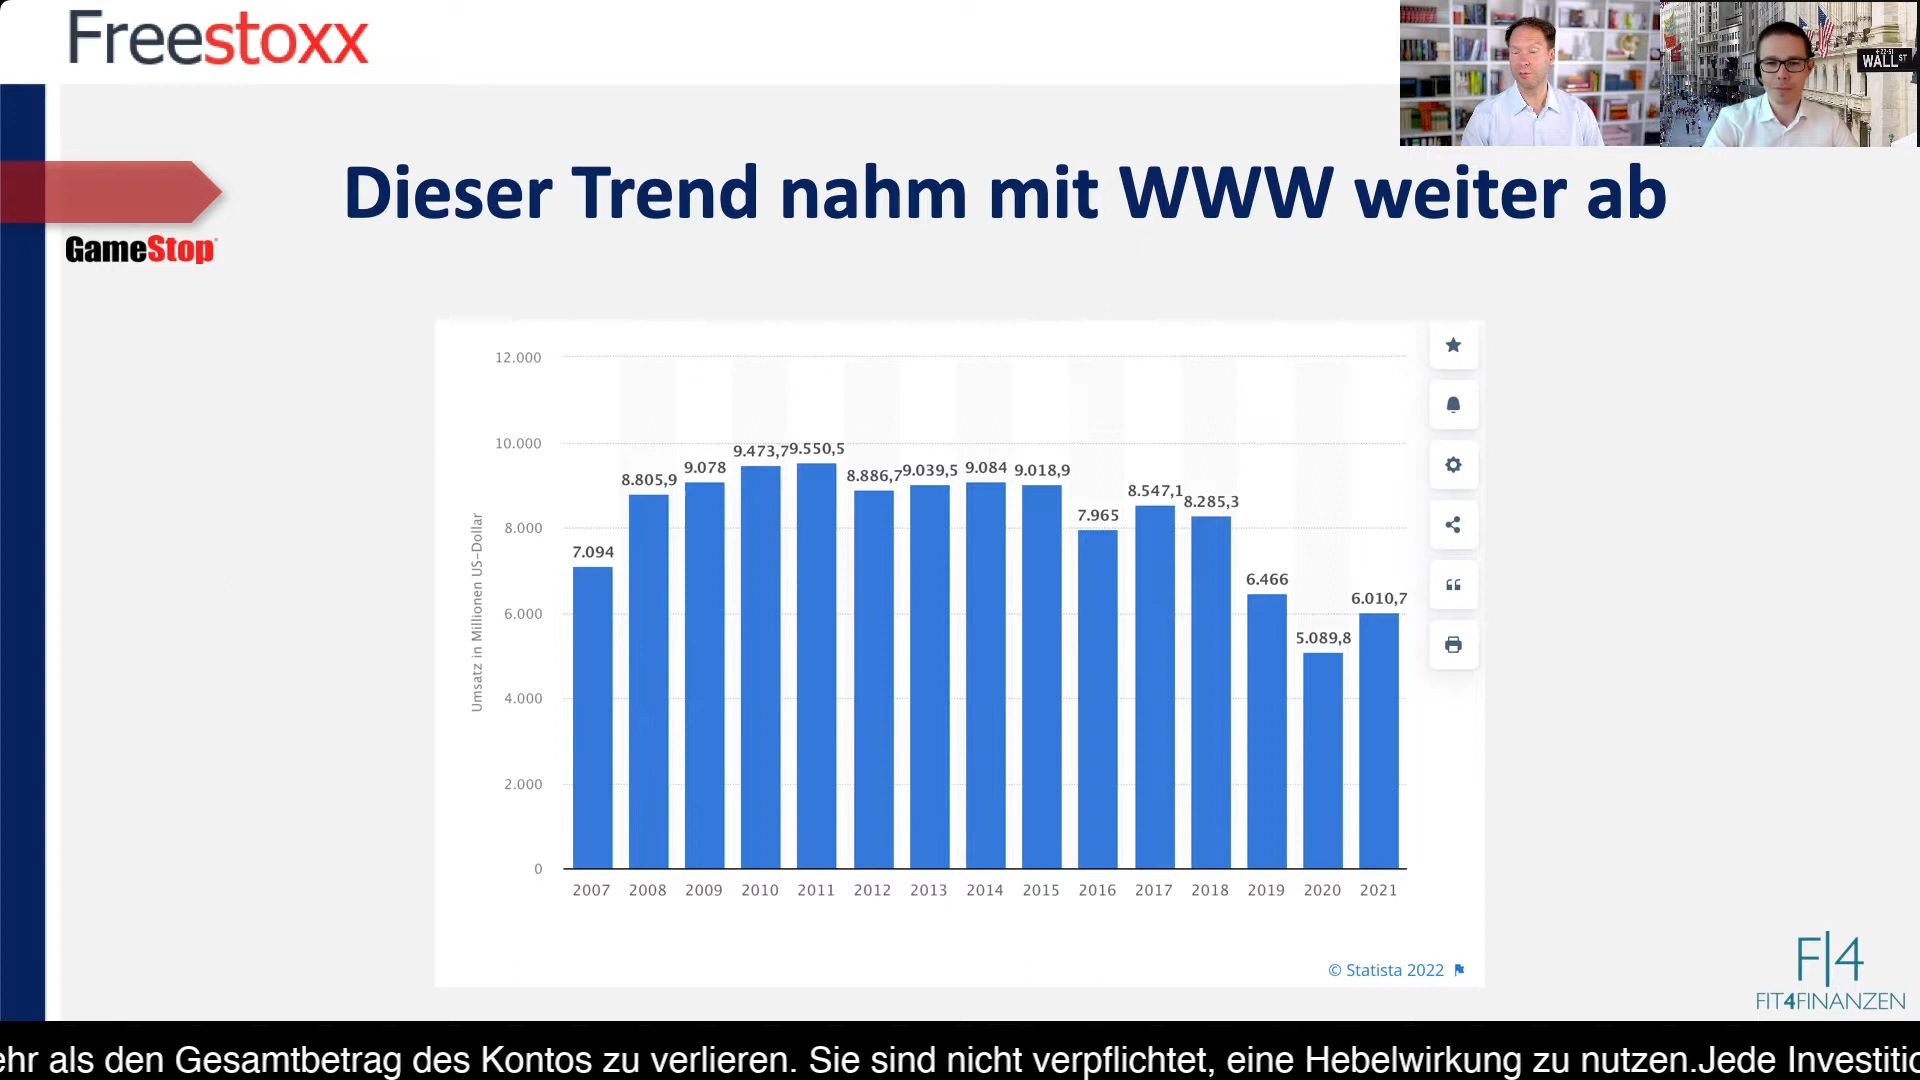 Freestoxx
WALL ST
Dieser Trend nahm mit WWW weiter ab
GameStop
Umsatz in Millionen US-Dollar
12.000
10.000
8.000
6.000
4.000
2.000
0
7.094
8.805,9
9.078
9.473,7
9.550,5
8.886,7
9.039,5
9.084
9.018,9
7.965
8.547,1
8.285,3
6.466
5.089,8
6.010,7
2007 2008 2009 2010 2011 2012 2013 2014 2015 2016 2017 2018 2019 2020 2021
© Statista 2022
F|4
FIT4FINANZEN
ehr als den Gesamtbetrag des Kontos zu verlieren. Sie sind nicht verpflichtet, eine Hebelwirkung zu nutzen.Jede Investitio